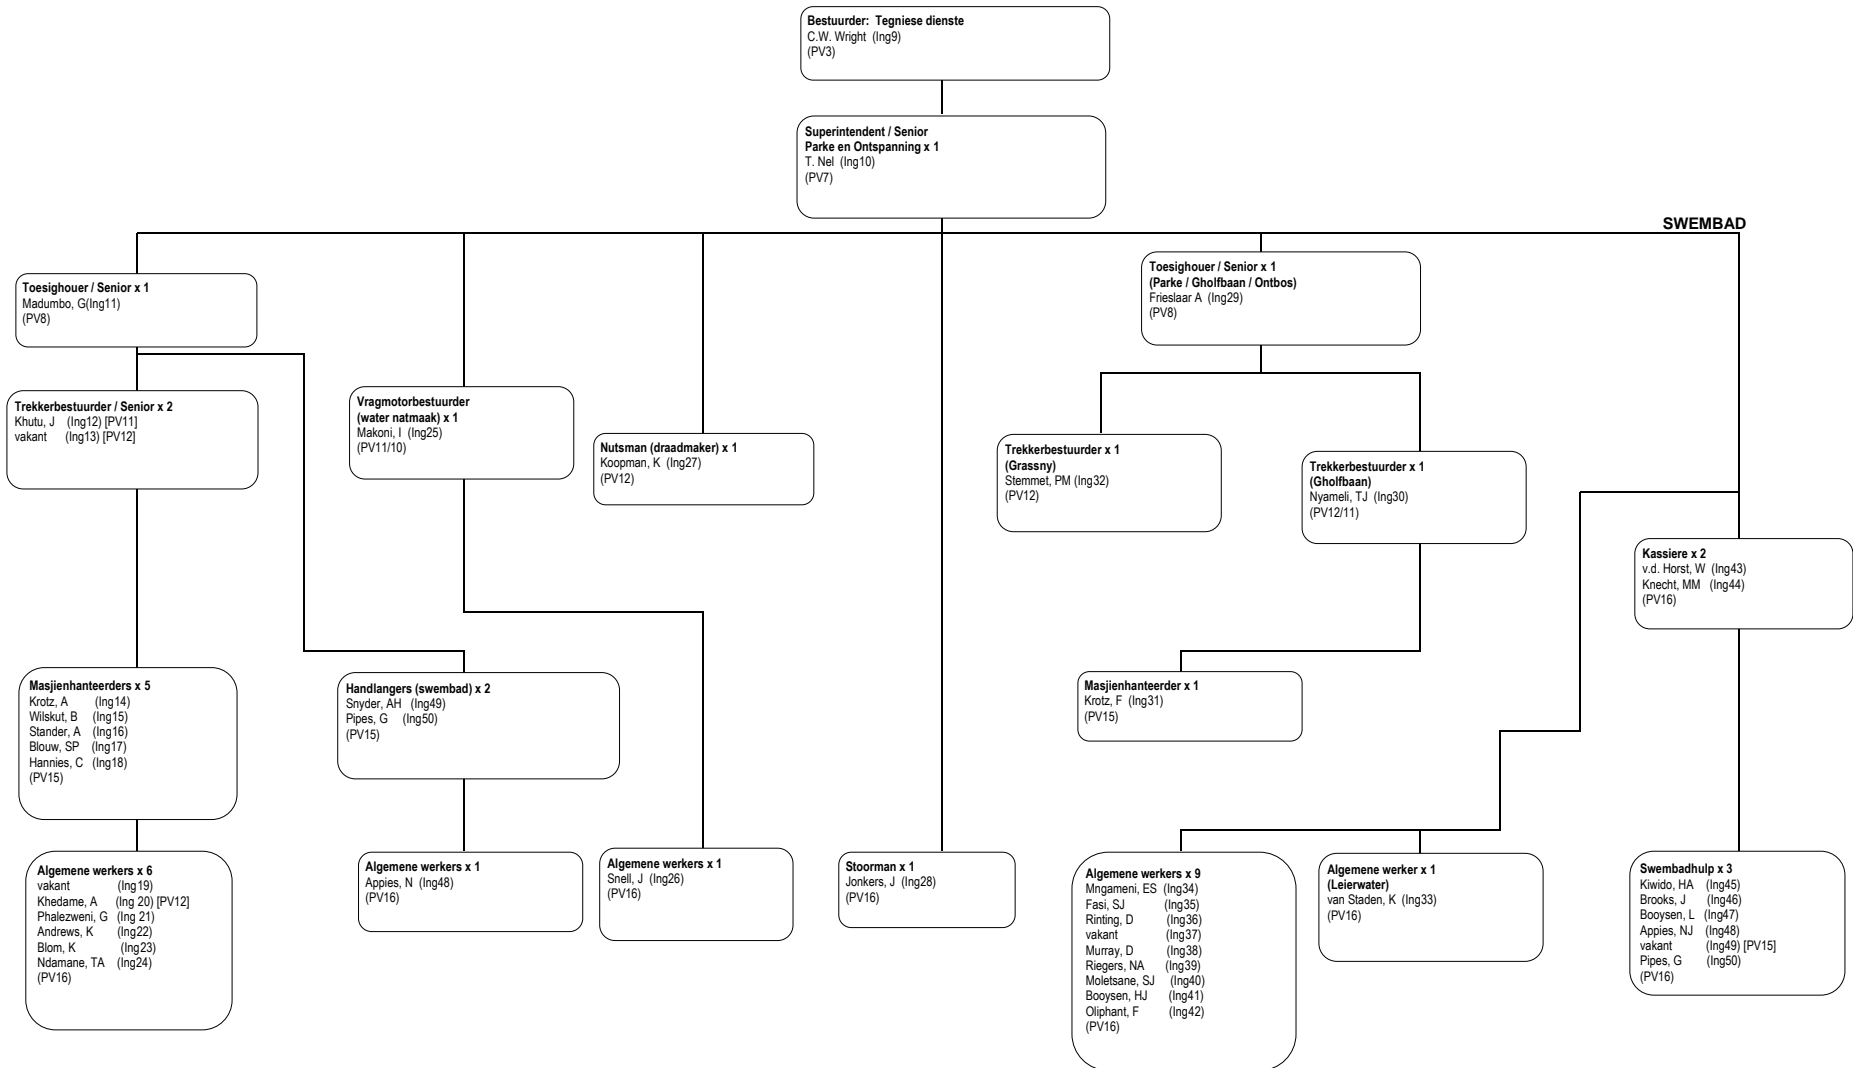 Bestuurder: Tegniese dienste
C.W. Wright (Ing9)
(PV3)
Superintendent / Senior
Parke en Ontspanning x 1
T. Nel (Ing10)
(PV7)
SWEMBAD
Toesighouer / Senior x 1
Madumbo, G(Ing11)
(PV8)
Toesighouer / Senior x 1
(Parke / Gholfbaan / Ontbos)
Frieslaar A (Ing29)
(PV8)
Trekkerbestuurder / Senior x 2
Khutu, J (Ing12) [PV11]
vakant (Ing13) [PV12]
Vragmotorbestuurder
(water natmaak) x 1
Makoni, I (Ing25)
(PV11/10)
Nutsman (draadmaker) x 1
Koopman, K (Ing27)
(PV12)
Trekkerbestuurder x 1
(Grassny)
Stemmet, PM (Ing32)
(PV12)
Trekkerbestuurder x 1
(Gholfbaan)
Nyameli, TJ (Ing30)
(PV12/11)
Kassiere x 2
v.d. Horst, W (Ing43)
Knecht, MM (Ing44)
(PV16)
Masjienhanteerders x 5
Krotz, A (Ing14)
Wilskut, B (Ing15)
Stander, A (Ing16)
Blouw, SP (Ing17)
Hannies, C (Ing18)
(PV15)
Handlangers (swembad) x 2
Snyder, AH (Ing49)
Pipes, G (Ing50)
(PV15)
Masjienhanteerder x 1
Krotz, F (Ing31)
(PV15)
Algemene werkers x 6
vakant (Ing19)
Khedame, A (Ing 20) [PV12]
Phalezweni, G (Ing 21)
Andrews, K (Ing22)
Blom, K (Ing23)
Ndamane, TA (Ing24)
(PV16)
Algemene werkers x 1
Appies, N (Ing48)
(PV16)
Algemene werkers x 1
Snell, J (Ing26)
(PV16)
Stoorman x 1
Jonkers, J (Ing28)
(PV16)
Algemene werkers x 9
Mngameni, ES (Ing34)
Fasi, SJ (Ing35)
Rinting, D (Ing36)
vakant (Ing37)
Murray, D (Ing38)
Riegers, NA (Ing39)
Moletsane, SJ (Ing40)
Booysen, HJ (Ing41)
Oliphant, F (Ing42)
(PV16)
Algemene werker x 1
(Leierwater)
van Staden, K (Ing33)
(PV16)
Swembadhulp x 3
Kiwido, HA (Ing45)
Brooks, J (Ing46)
Booysen, L (Ing47)
Appies, NJ (Ing48)
vakant (Ing49) [PV15]
Pipes, G (Ing50)
(PV16)